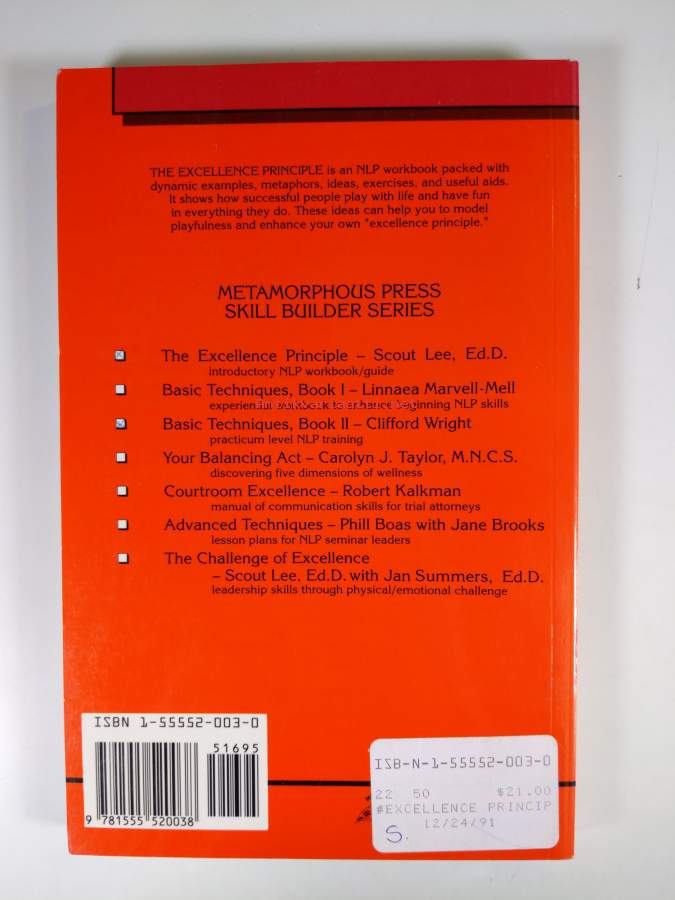 THE EXCELLENCE PRINCIPLE is an NLP workbook packed with
dynamic examples, metaphors, ideas, exercises, and useful aids.
It shows how successful people play with life and have fun
in everything they do. These ideas can help you to model
playfulness and enhance your own "excellence principle."
METAMORPHOUS PRESS
SKILL BUILDER SERIES
The Excellence Principle – Scout Lee, Ed.D.
introductory NLP workbook/guide
Basic Techniques, Book I – Linnaea Marvell-Mell
experiential workbook to enhance beginning NLP skills
Basic Techniques, Book II – Clifford Wright
practicum level NLP training
Your Balancing Act – Carolyn J. Taylor, M.N.C.S.
discovering five dimensions of wellness
Courtroom Excellence – Robert Kalkman
manual of communication skills for trial attorneys
Advanced Techniques – Phill Boas with Jane Brooks
lesson plans for NLP seminar leaders
The Challenge of Excellence
– Scout Lee, Ed.D. with Jan Summers, Ed.D.
leadership skills through physical/emotional challenge
ISBN 1-55552-003-0
51695
9 781555 520038
ISB-N-1-55552-003-0
22 50 $21.00
#EXCELLENCE PRINCIP
12/24/91
S.